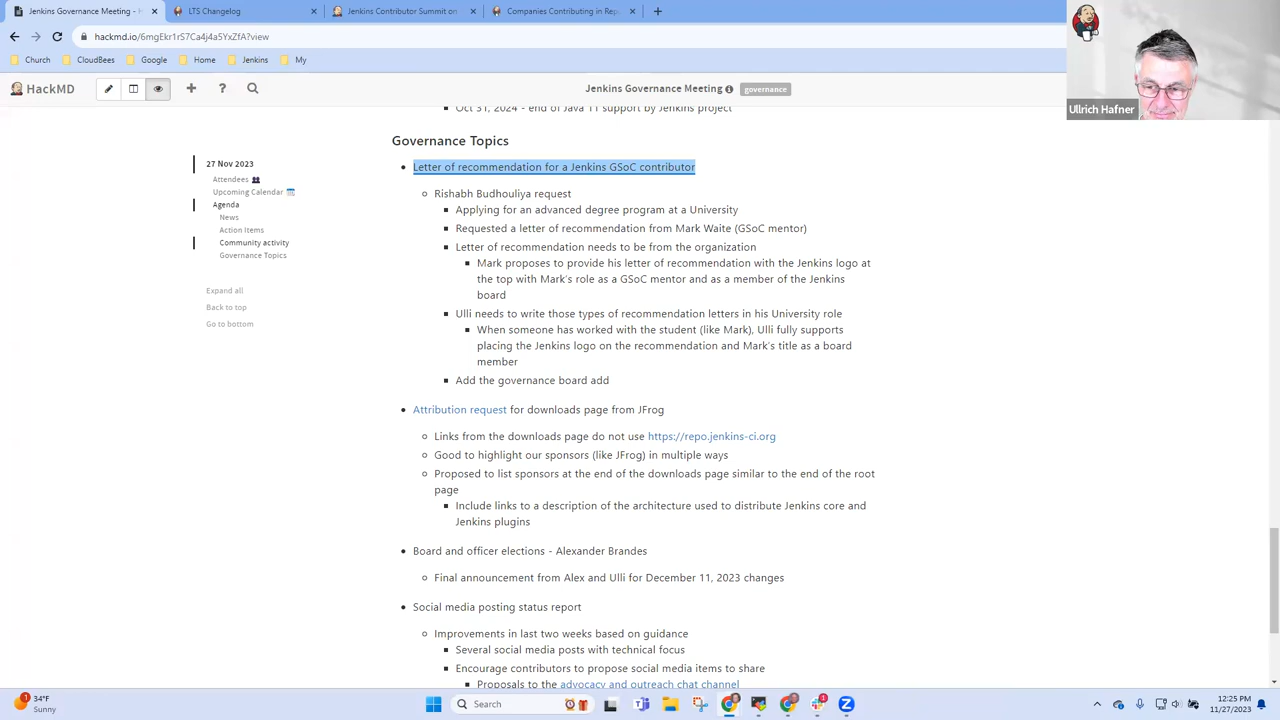 Jenkins Governance Meeting - H
LTS Changelog
Jenkins Contributor Summit on
Companies Contributing in Rep
hackmd.io/6mgEkr1rS7Ca4j4a5YxZfA?view
Church
CloudBees
Google
Home
Jenkins
My
HackMD
Jenkins Governance Meeting
governance
Ullrich Hafner
Oct 31, 2024 - end of Java 11 support by Jenkins project
27 Nov 2023
Attendees
Upcoming Calendar
Agenda
News
Action Items
Community activity
Governance Topics
Expand all
Back to top
Go to bottom
Governance Topics
Letter of recommendation for a Jenkins GSoC contributor
Rishabh Budhouliya request
Applying for an advanced degree program at a University
Requested a letter of recommendation from Mark Waite (GSoC mentor)
Letter of recommendation needs to be from the organization
Mark proposes to provide his letter of recommendation with the Jenkins logo at
the top with Mark's role as a GSoC mentor and as a member of the Jenkins
board
Ulli needs to write those types of recommendation letters in his University role
When someone has worked with the student (like Mark), Ulli fully supports
placing the Jenkins logo on the recommendation and Mark's title as a board
member
Add the governance board add
Attribution request for downloads page from JFrog
Links from the downloads page do not use https://repo.jenkins-ci.org
Good to highlight our sponsors (like JFrog) in multiple ways
Proposed to list sponsors at the end of the downloads page similar to the end of the root
page
Include links to a description of the architecture used to distribute Jenkins core and
Jenkins plugins
Board and officer elections - Alexander Brandes
Final announcement from Alex and Ulli for December 11, 2023 changes
Social media posting status report
Improvements in last two weeks based on guidance
Several social media posts with technical focus
Encourage contributors to propose social media items to share
Proposals to the advocacy and outreach chat channel
1
34°F
Sunny
Search
1
12:25 PM
11/27/2023